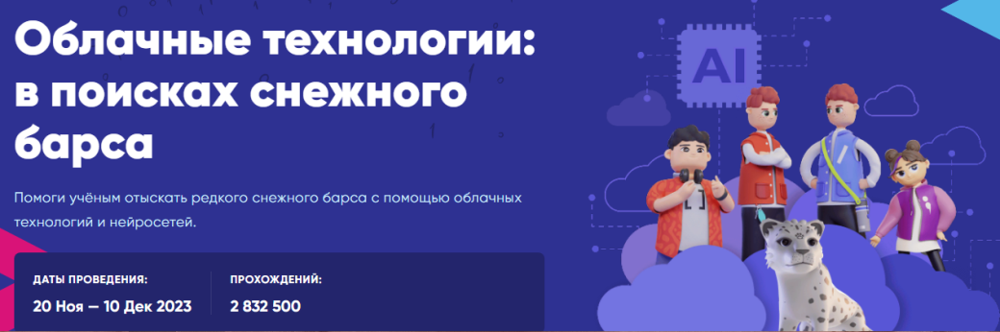 Облачные технологии:
в поисках снежного
барса
Помоги учёным отыскать редкого снежного барса с помощью облачных
технологий и нейросетей.
ДАТЫ ПРОВЕДЕНИЯ:
20 Ноя — 10 Дек 2023
ПРОХОЖДЕНИЙ:
2 832 500
AI